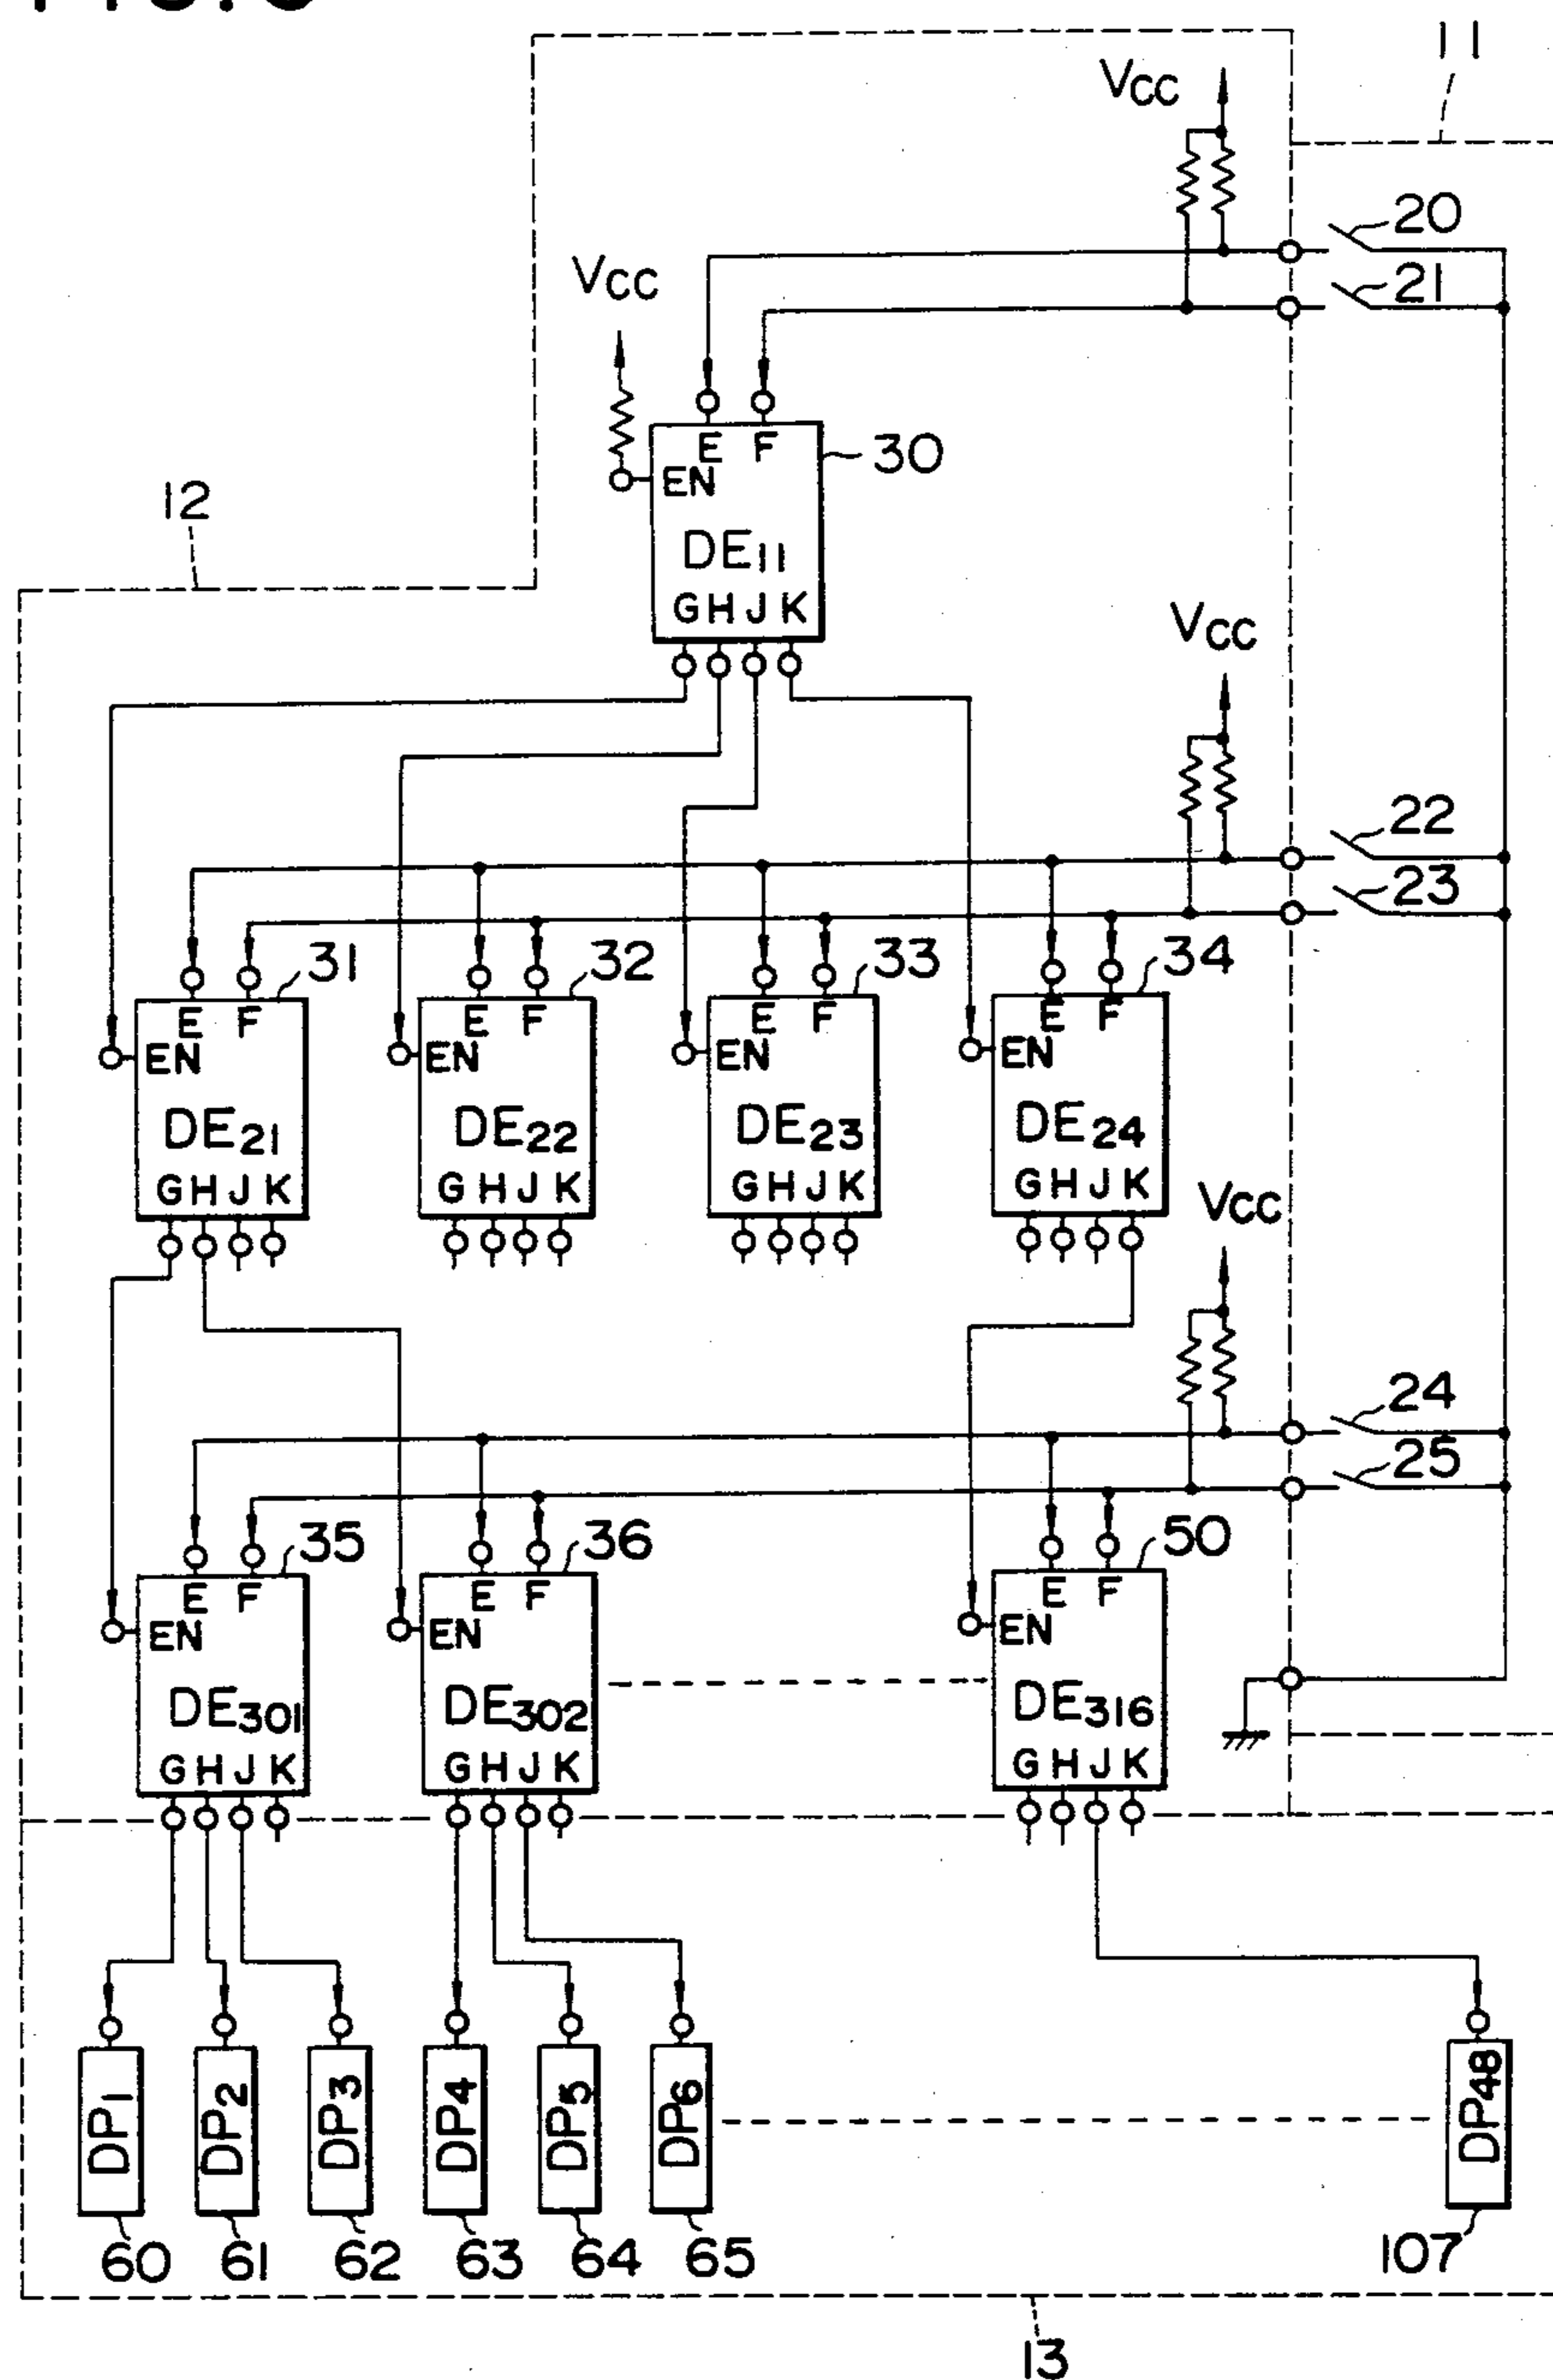 11
VCC
20
21
VCC
E F
30
EN
12
DE11
G H J K
VCC
22
23
31
32
33
34
E F
E F
E F
E F
EN
EN
EN
EN
DE21
DE22
DE23
DE24
G H J K
G H J K
G H J K
G H J K
VCC
24
25
35
36
50
E F
E F
E F
EN
EN
EN
DE301
DE302
DE316
G H J K
G H J K
G H J K
DP1
DP2
DP3
DP4
DP5
DP6
DP48
60
61
62
63
64
65
107
13